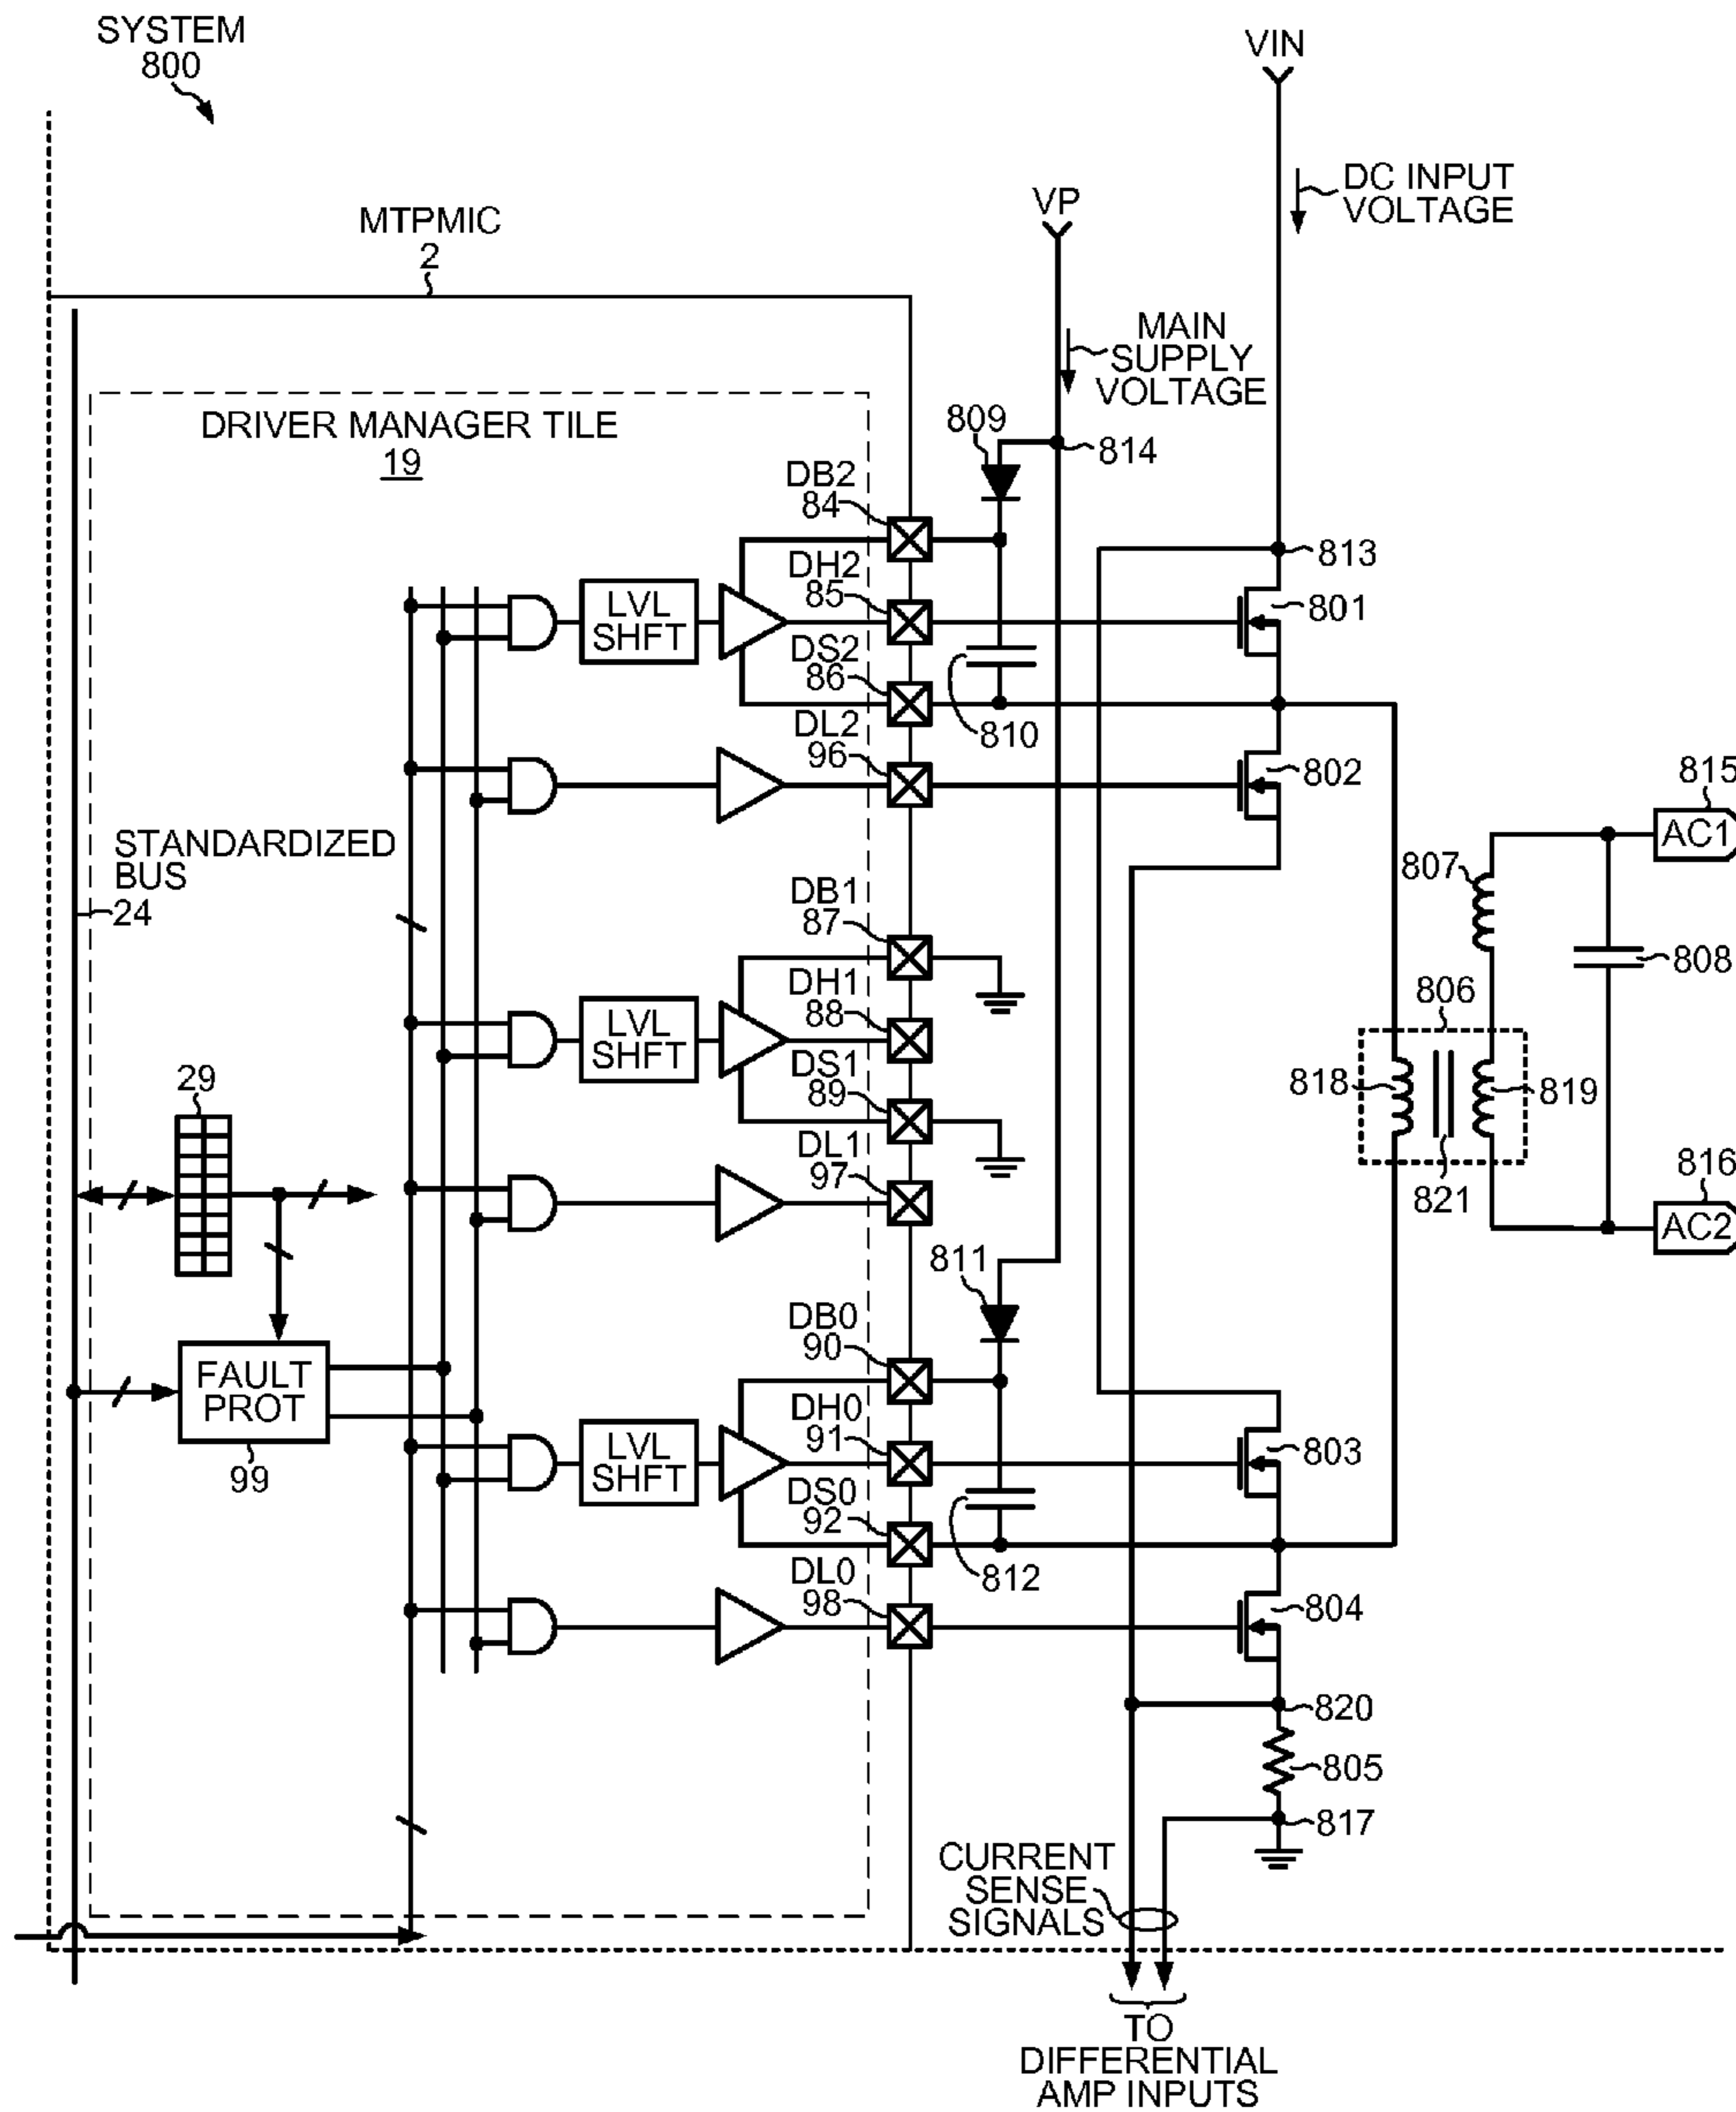 SYSTEM
800
VIN
DC INPUT
VOLTAGE
VP
MTPMIC
2
MAIN
SUPPLY
VOLTAGE
DRIVER MANAGER TILE
19
809
814
DB2
84
813
DH2
85
LVL
SHFT
801
DS2
86
810
DL2
96
802
815
AC1
STANDARDIZED
BUS
24
807
DB1
87
808
DH1
88
806
LVL
SHFT
DS1
89
29
818
819
DL1
97
821
816
AC2
811
DB0
90
FAULT
PROT
99
DH0
91
LVL
SHFT
803
DS0
92
812
DL0
98
804
820
805
817
CURRENT
SENSE
SIGNALS
TO
DIFFERENTIAL
AMP INPUTS